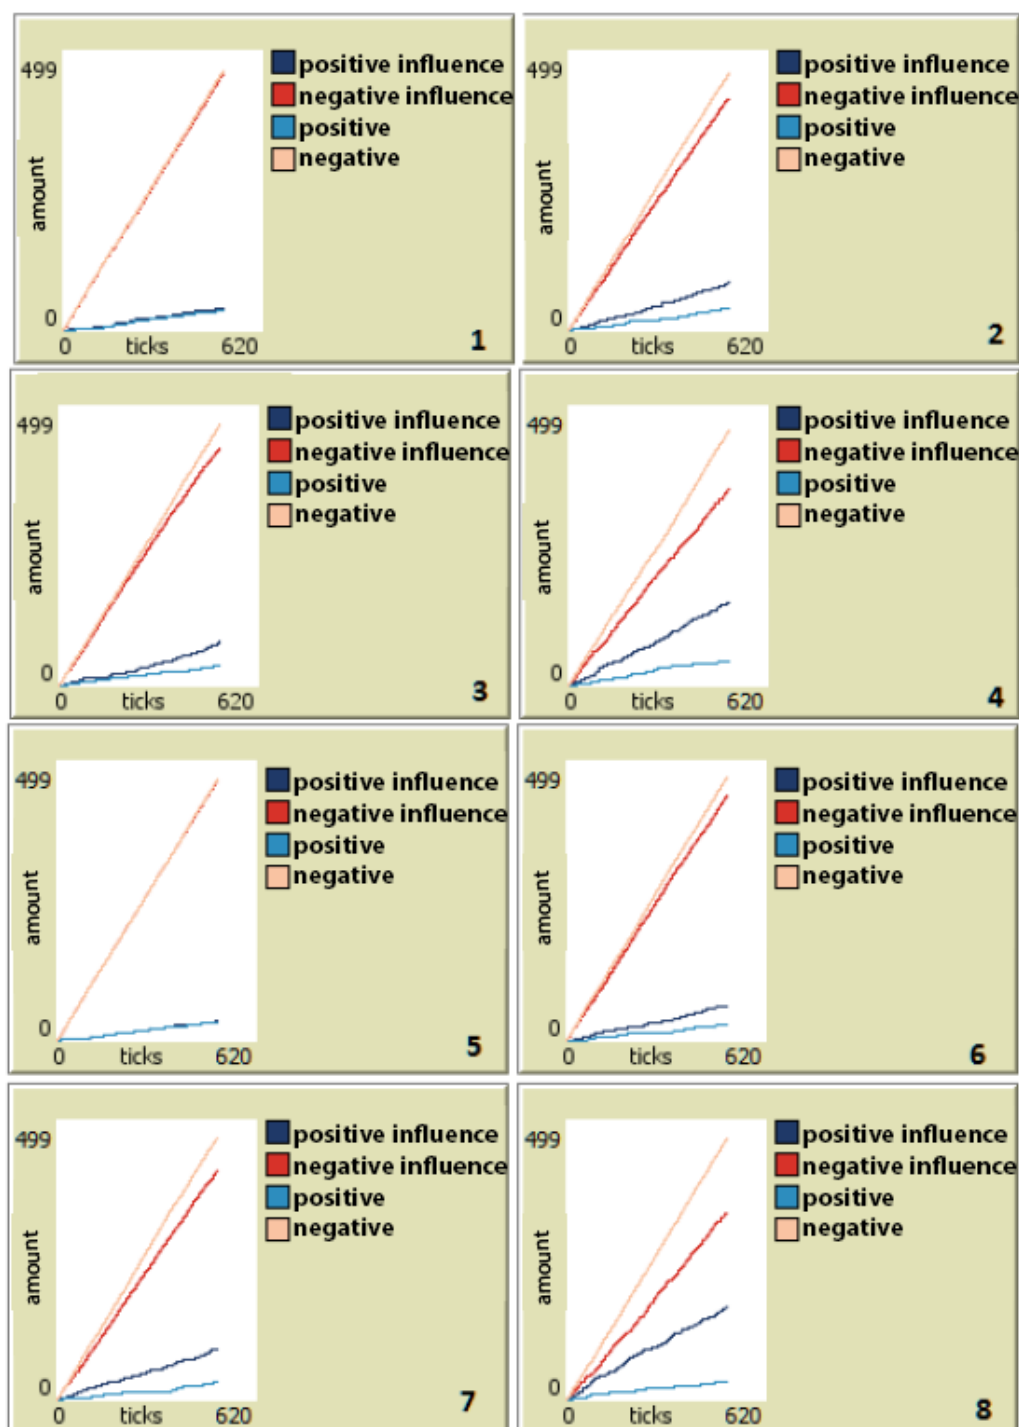 499
amount
0
0 ticks 620
positive influence
negative influence
positive
negative
1
499
amount
0
0 ticks 620
positive influence
negative influence
positive
negative
2
499
amount
0
0 ticks 620
positive influence
negative influence
positive
negative
3
499
amount
0
0 ticks 620
positive influence
negative influence
positive
negative
4
499
amount
0
0 ticks 620
positive influence
negative influence
positive
negative
5
499
amount
0
0 ticks 620
positive influence
negative influence
positive
negative
6
499
amount
0
0 ticks 620
positive influence
negative influence
positive
negative
7
499
amount
0
0 ticks 620
positive influence
negative influence
positive
negative
8